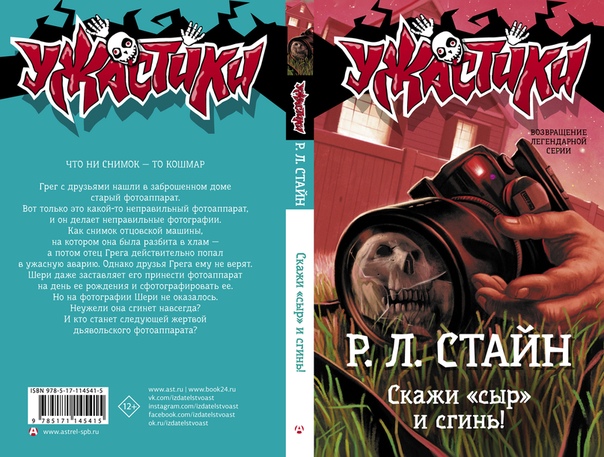 УЖАСТИКИ
ЧТО НИ СНИМОК — ТО КОШМАР
Грег с друзьями нашли в заброшенном доме
старый фотоаппарат.
Вот только это какой-то неправильный фотоаппарат,
и он делает неправильные фотографии.
Как снимок отцовской машины,
на котором она была разбита в хлам —
а потом отец Грега действительно попал
в ужасную аварию. Однако друзья Грега ему не верят.
Шери даже заставляет его принести фотоаппарат
на день ее рождения и сфотографировать ее.
Но на фотографии Шери не оказалось.
Неужели она сгинет навсегда?
И кто станет следующей жертвой
дьявольского фотоаппарата?
ISBN 978-5-17-114541-5
9 785171 145415
www.astrel-spb.ru
12+
www.ast.ru | www.book24.ru
vk.com/izdatelstvoast
instagram.com/izdatelstvoast
facebook.com/izdatelstvoast
ok.ru/izdatelstvoast
УЖАСТИКИ
Р. Л. СТАЙН
Скажи «сыр» и сгинь!
УЖАСТИКИ
ВОЗВРАЩЕНИЕ
ЛЕГЕНДАРНОЙ
СЕРИИ
Р. Л. СТАЙН
Скажи «сыр»
и сгинь!